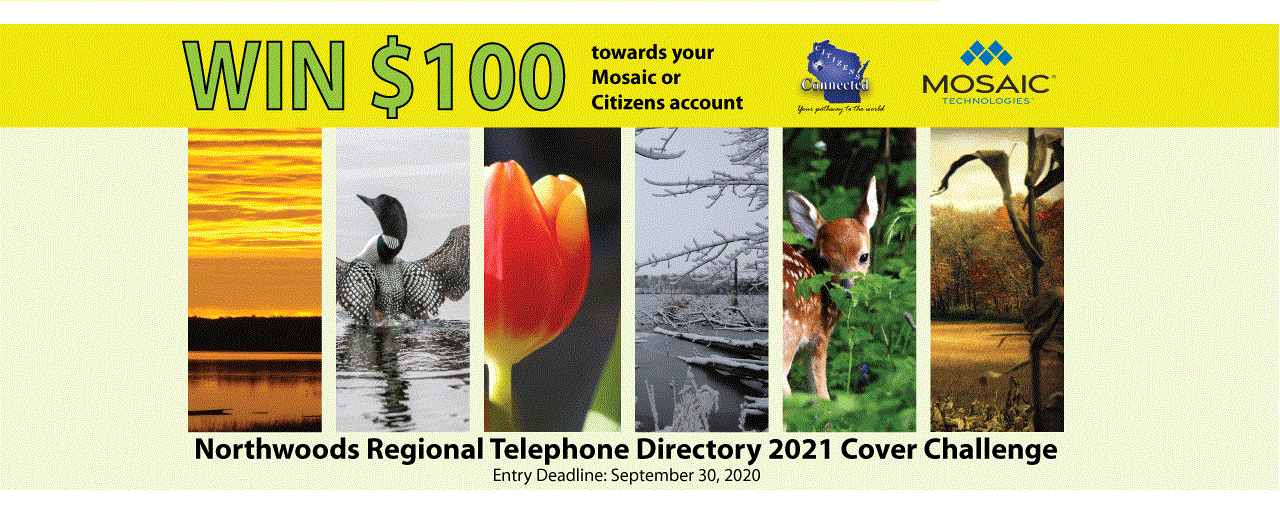 WIN $100
towards your
Mosaic or
Citizens account
CITIZENS
Connected
Your pathway to the world
MOSAIC®
TECHNOLOGIES™
Northwoods Regional Telephone Directory 2021 Cover Challenge
Entry Deadline: September 30, 2020